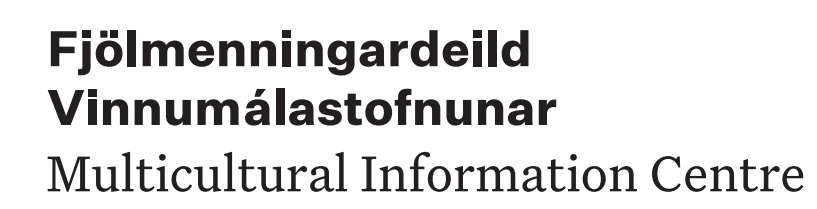 Fjölmenningardeild
Vinnumálastofnunar
Multicultural Information Centre